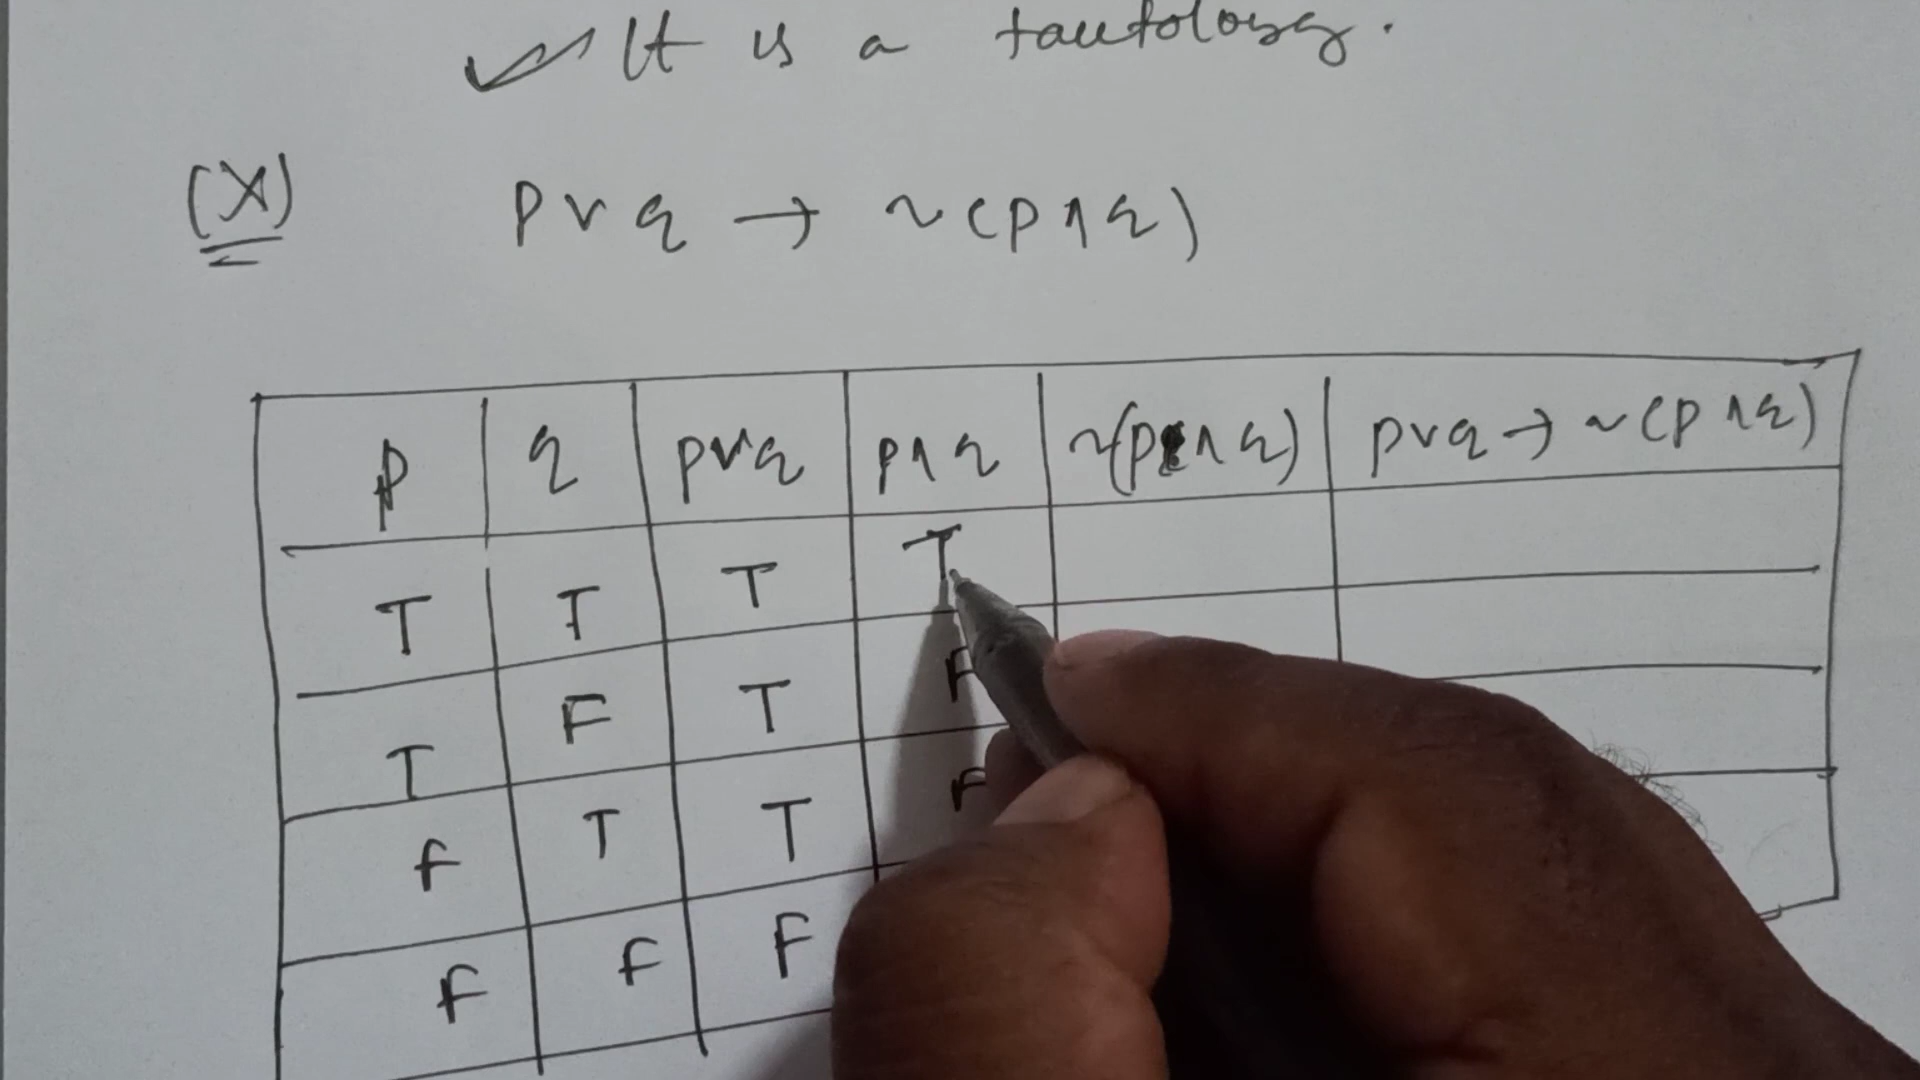 It is a tautology.
(X) p ∨ q → ~(p ∧ q)
p q p∨q p∧q ~(p∧q) p∨q → ~(p∧q)
T T T T
T F T F
F T T F
F F F